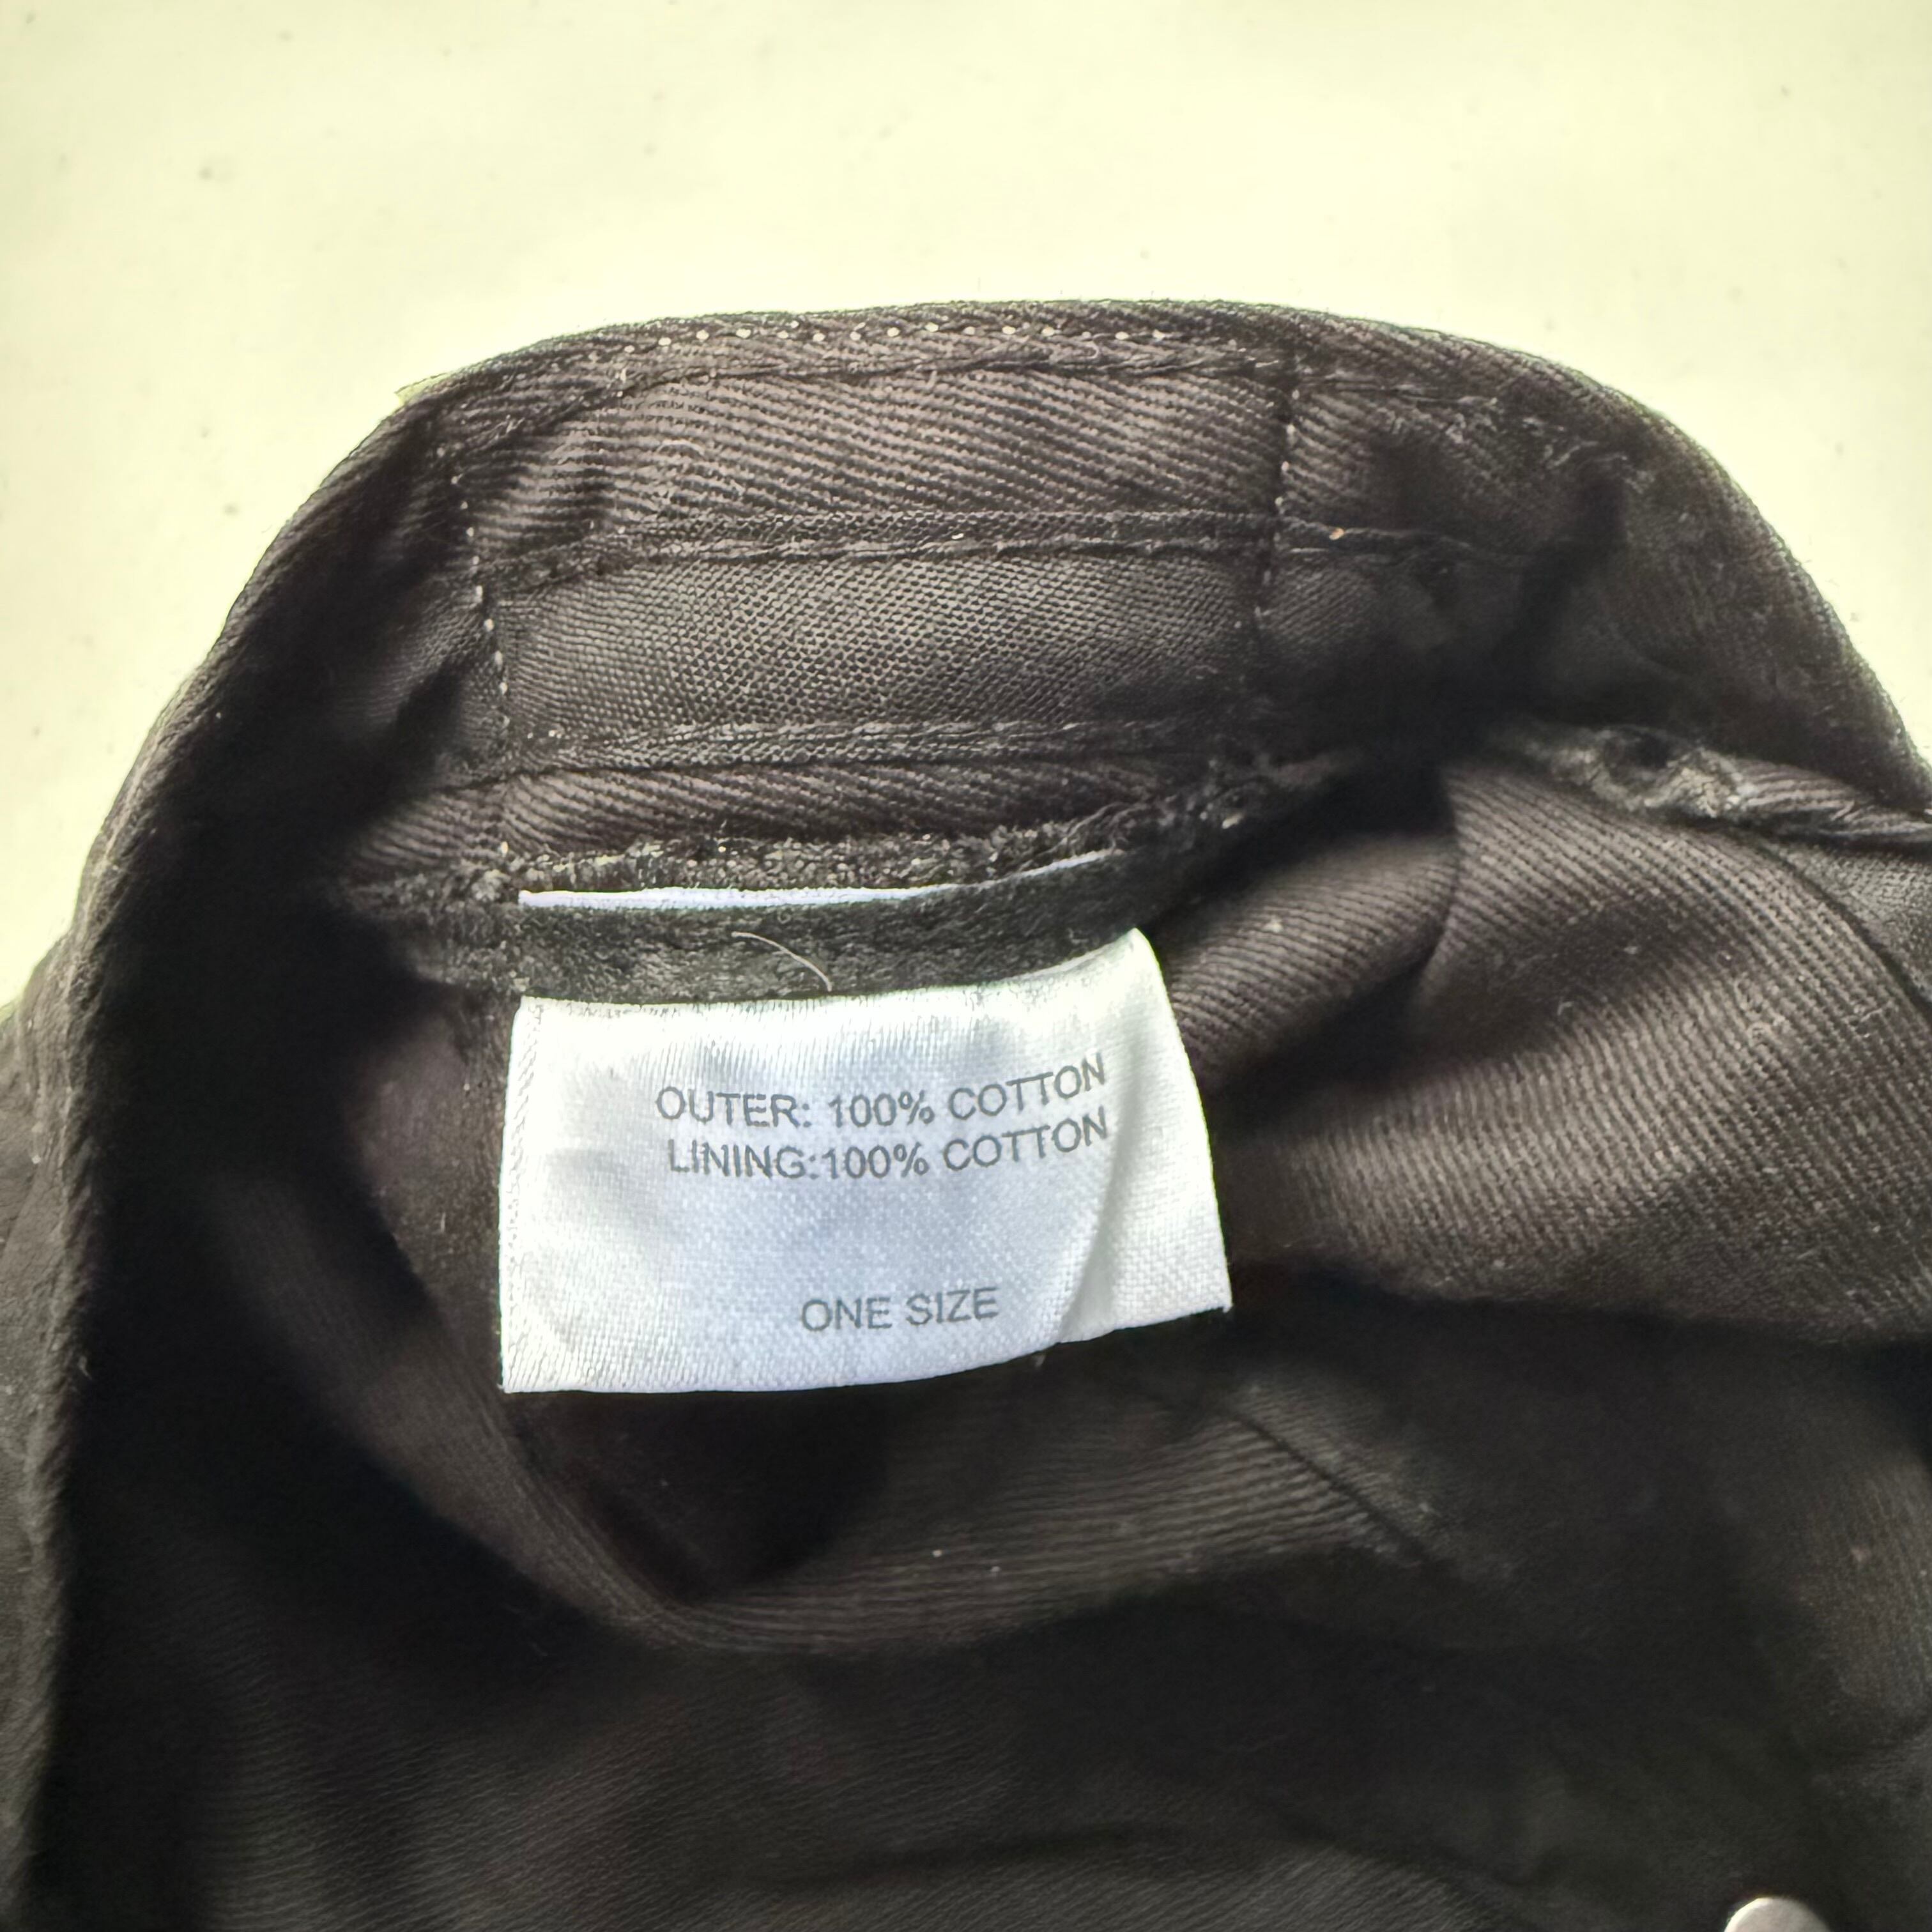 OUTER: 100% COTTON
LINING:100% COTTON
ONE SIZE